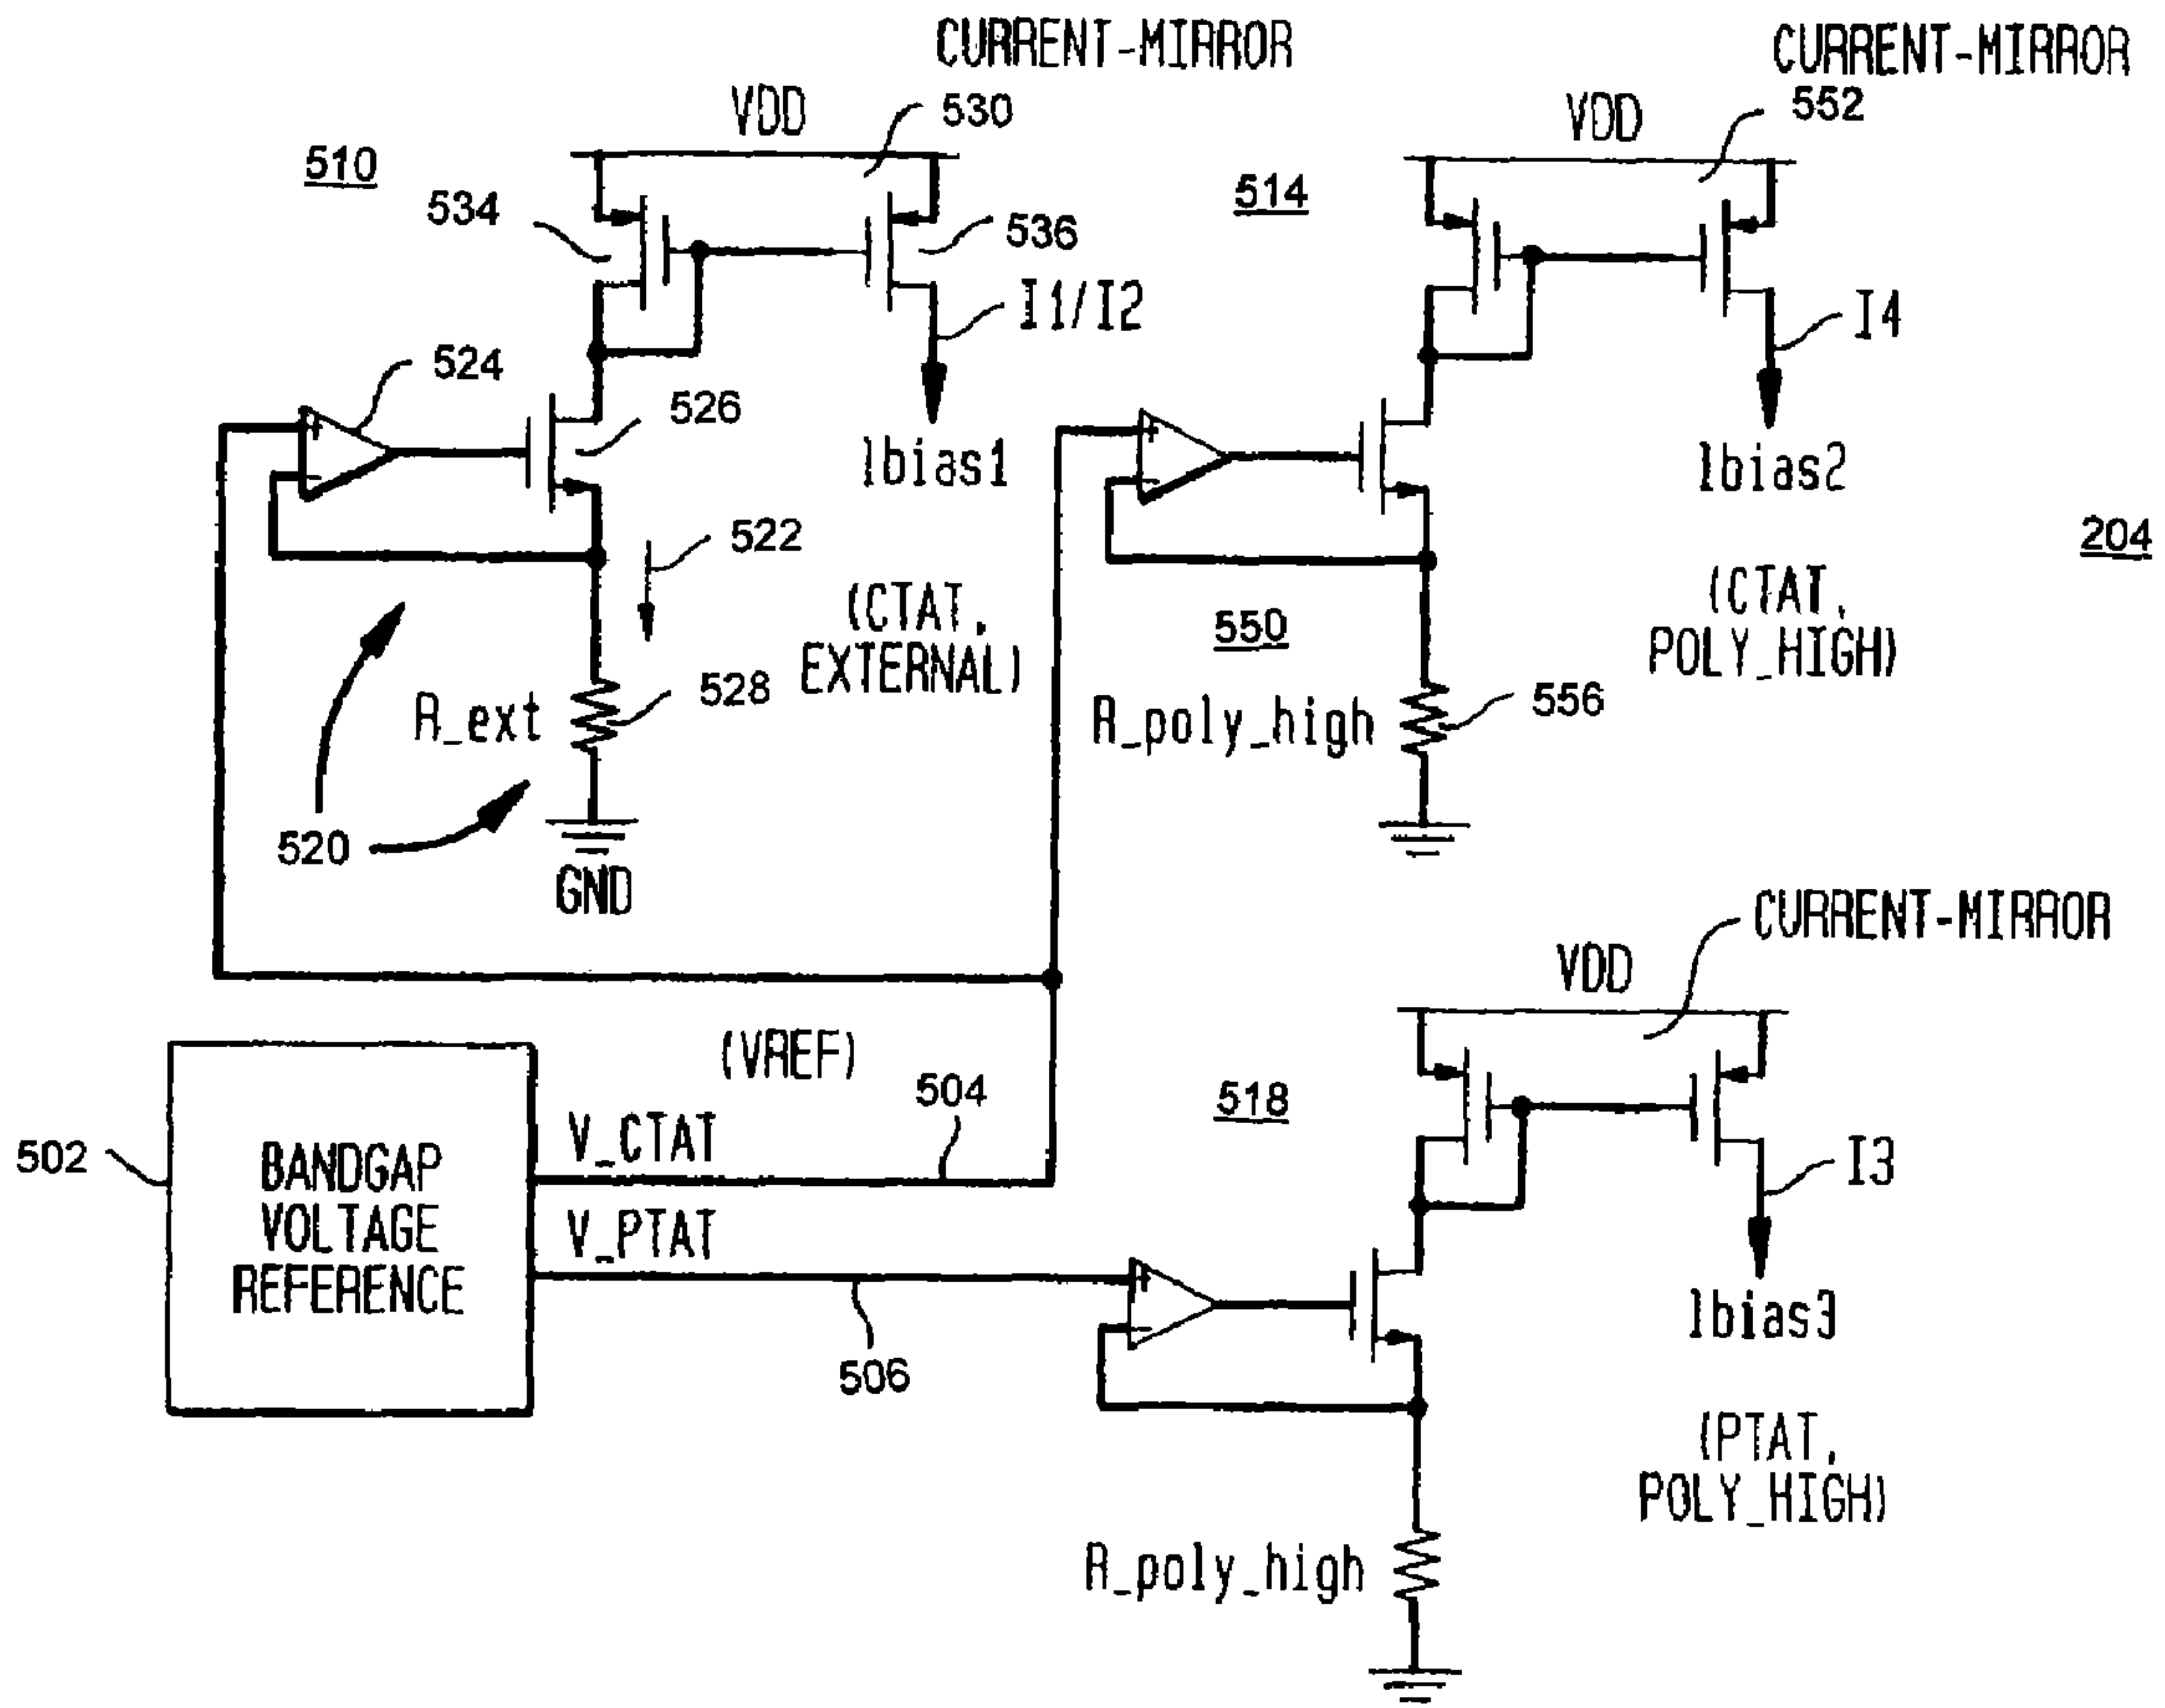 CURRENT-MIRROR
CURRENT-MIRROR
VDD
530
VDD
552
510
514
534
536
I1/I2
I4
524
526
Ibias1
Ibias2
522
204
(CTAT,
EXTERNAL)
550
(CTAT,
POLY_HIGH)
R_ext
528
R_poly_high
556
520
GND
CURRENT-MIRROR
VDD
(VREF)
504
518
502
BANDGAP
VOLTAGE
REFERENCE
V_CTAT
V_PTAT
I3
506
Ibias3
(PTAT,
POLY_HIGH)
R_poly_high